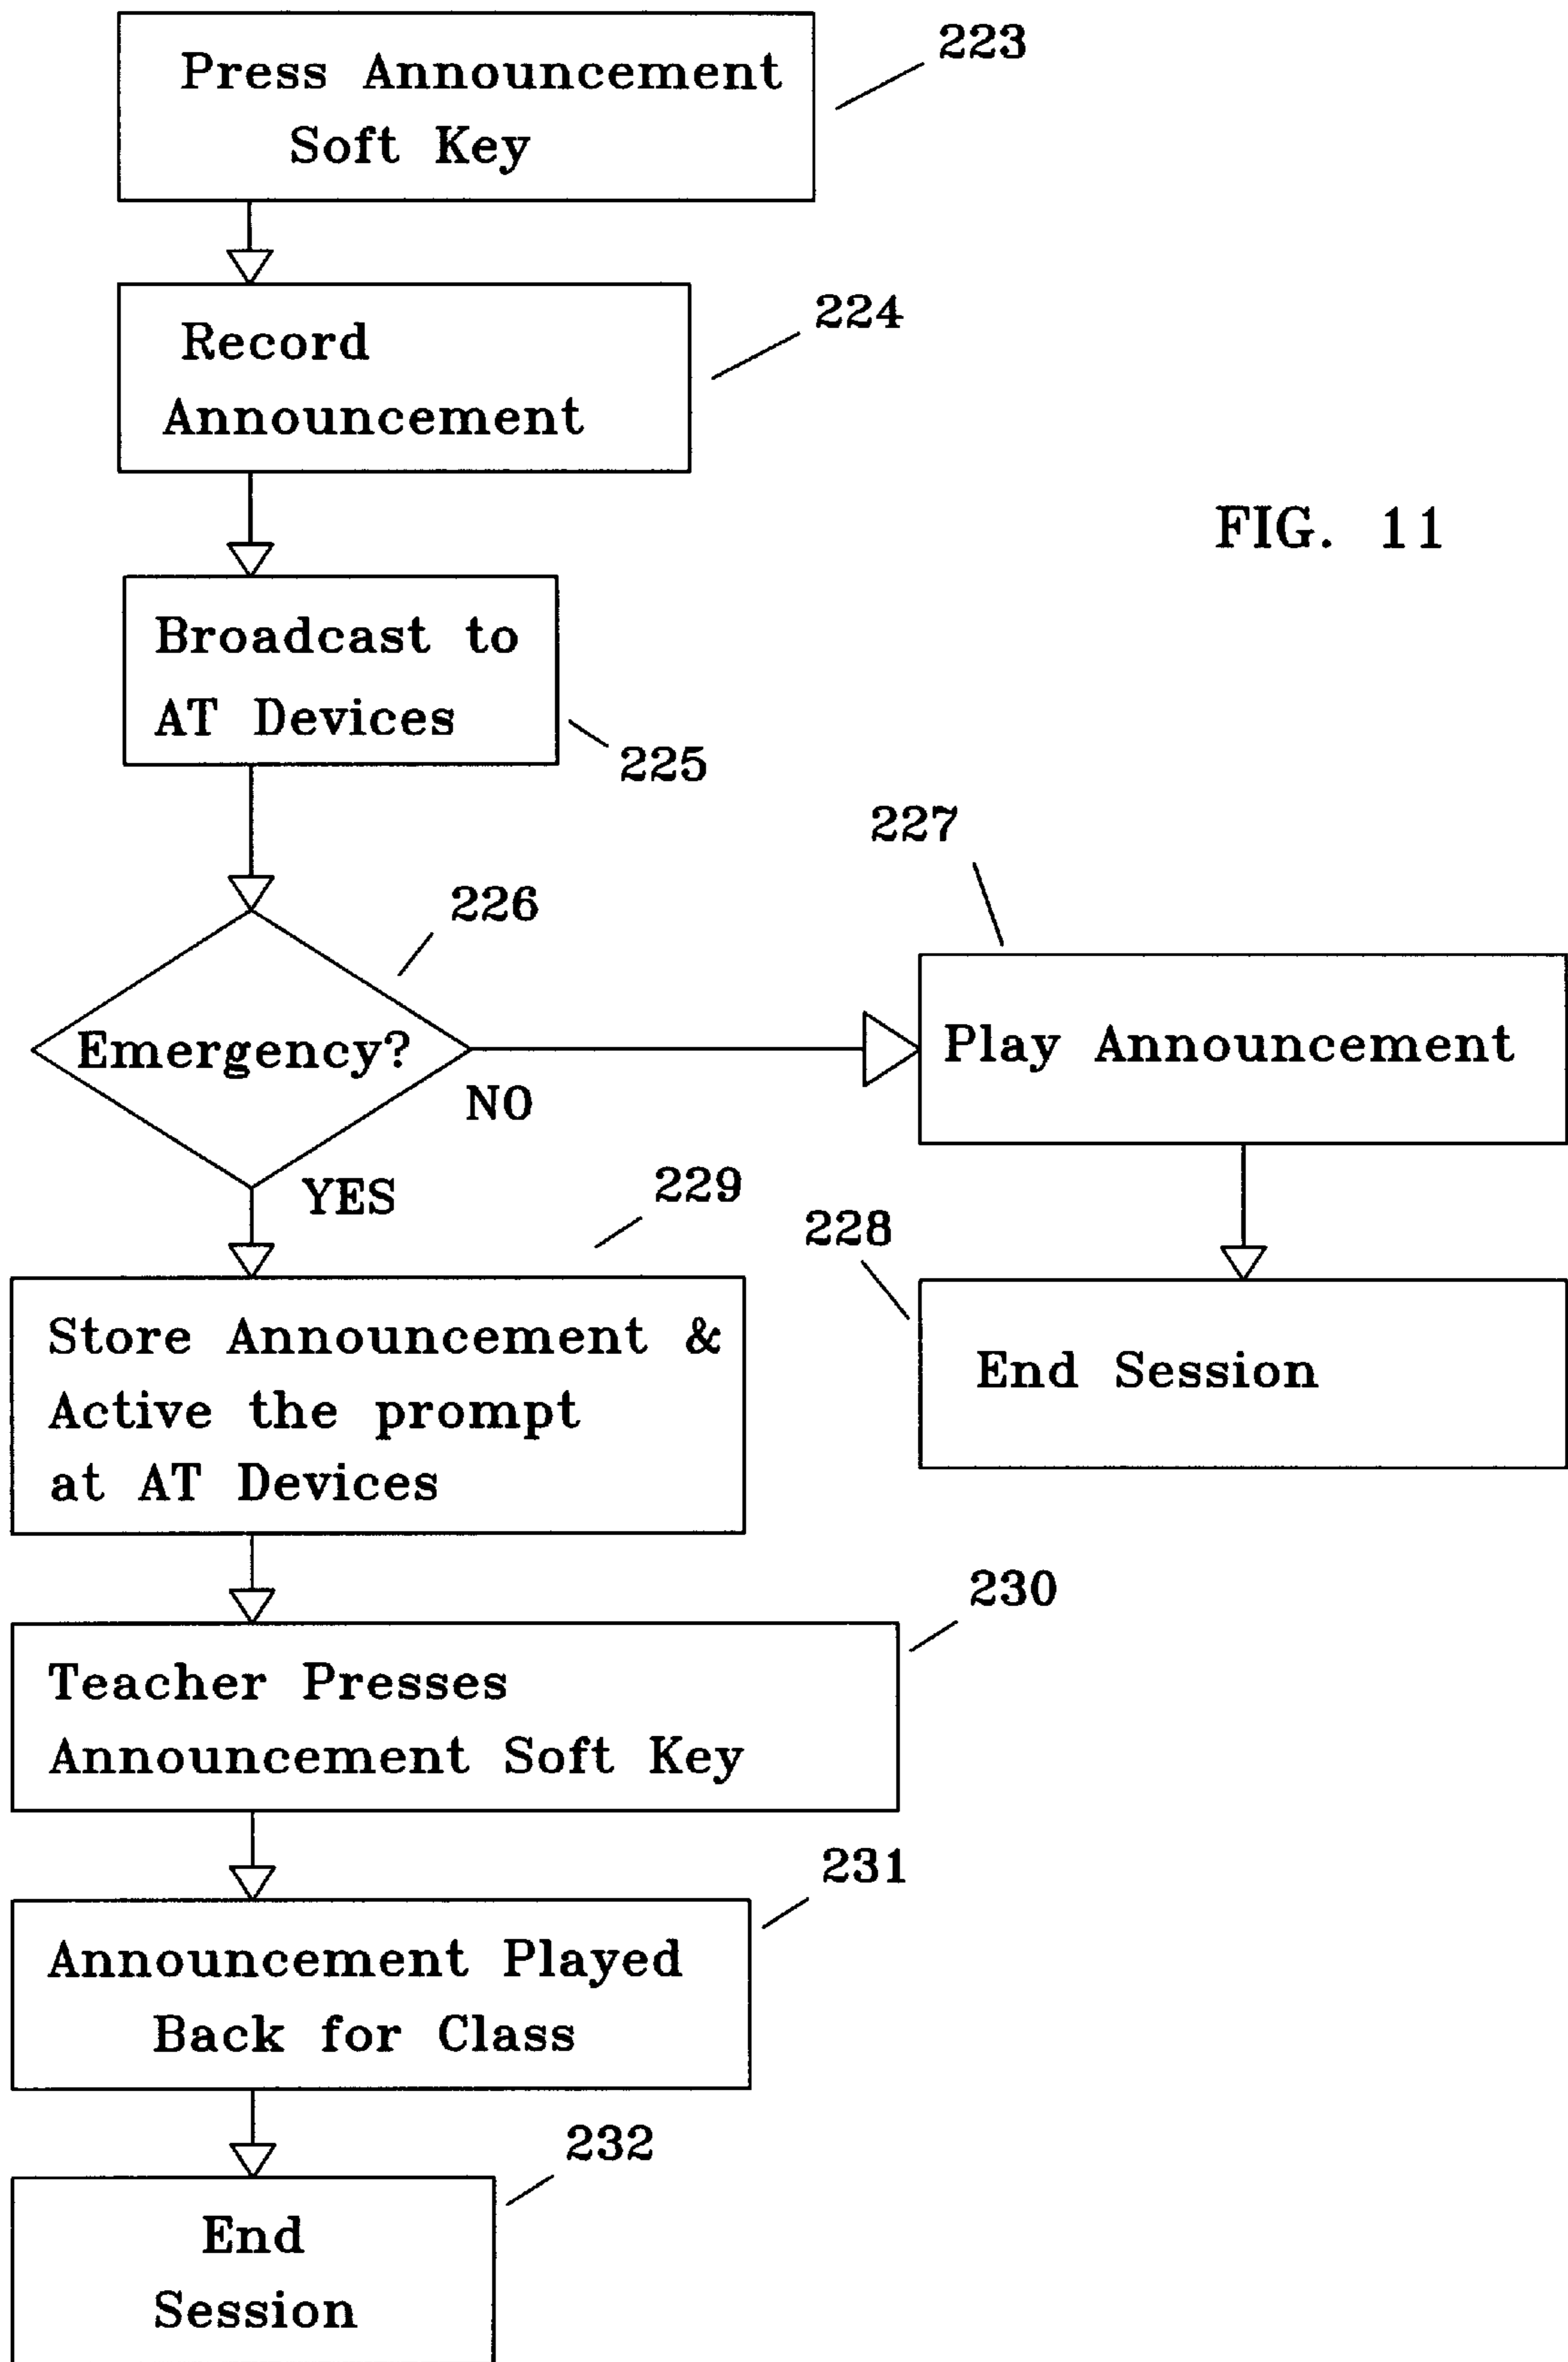 Press Announcement
Soft Key
223
Record
Announcement
224
FIG. 11
Broadcast to
AT Devices
225
226
Emergency?
NO
YES
227
Play Announcement
228
End Session
229
Store Announcement &
Active the prompt
at AT Devices
230
Teacher Presses
Announcement Soft Key
231
Announcement Played
Back for Class
232
End
Session